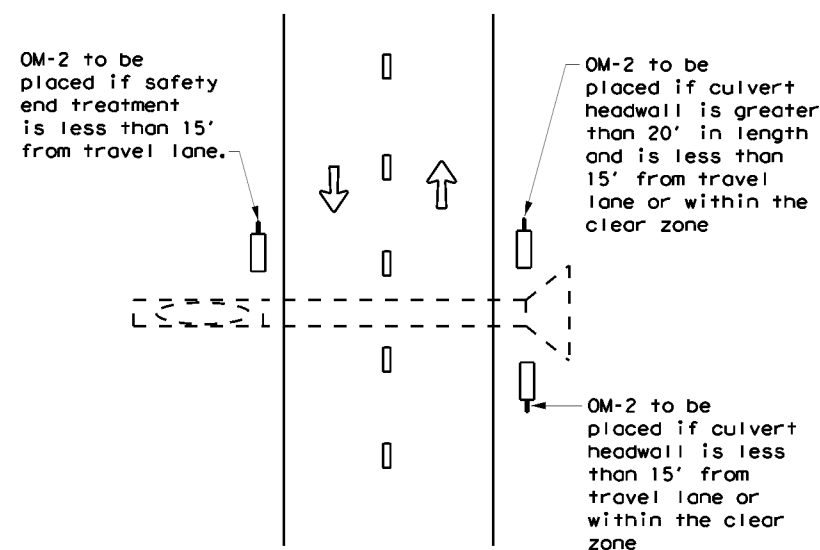 OM-2 to be
placed if safety
end treatment
is less than 15'
from travel lane.
OM-2 to be
placed if culvert
headwall is greater
than 20' in length
and is less than
15' from travel
lane or within the
clear zone
OM-2 to be
placed if culvert
headwall is less
than 15' from
travel lane or
within the clear
zone